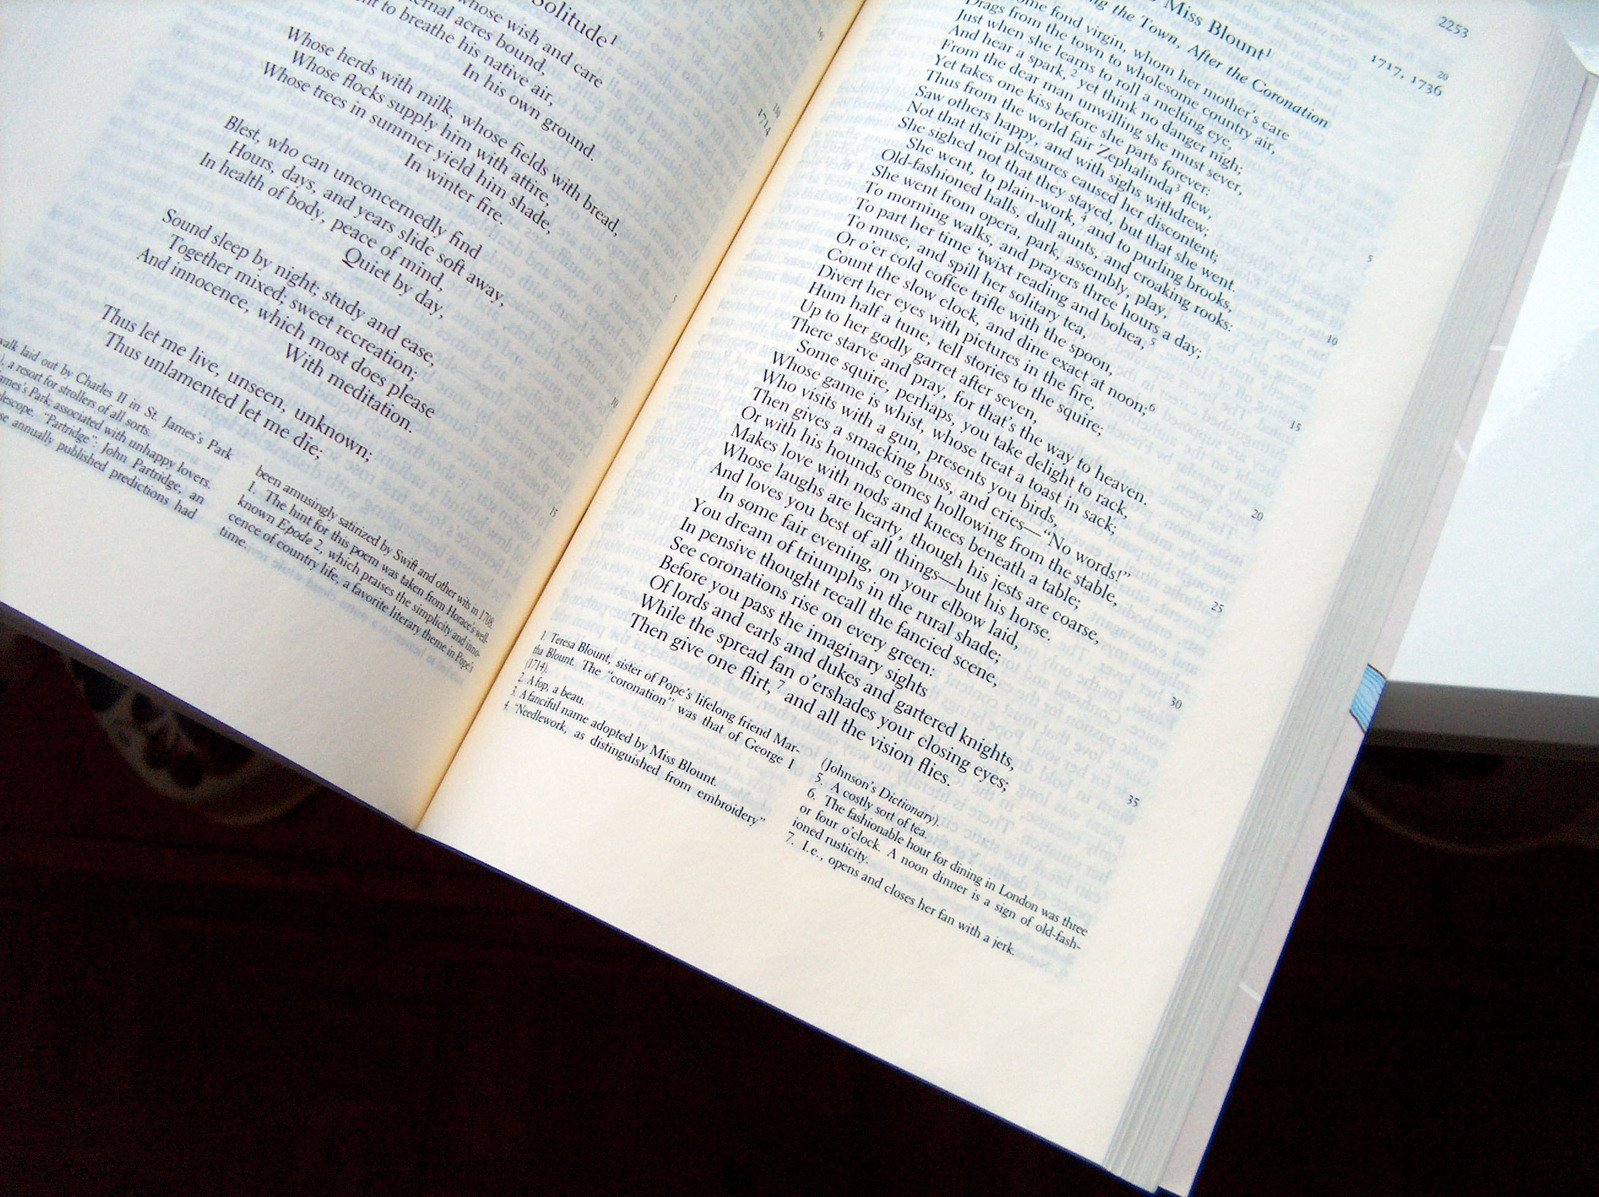 Solitude¹
whose wish and care
ernal acres bound,
nt to breathe his native air,
In his own ground.
Whose herds with milk, whose fields with bread,
Whose flocks supply him with attire,
Whose trees in summer yield him shade,
In winter fire.
Blest, who can unconcernedly find
Hours, days, and years slide soft away,
In health of body, peace of mind,
Quiet by day,
Sound sleep by night; study and ease,
Together mixed; sweet recreation;
And innocence, which most does please
With meditation.
Thus let me live, unseen, unknown;
Thus unlamented let me die;
5
10
15
1714
walk laid out by Charles II in St. James's Park
), a resort for strollers of all sorts.
ames's Park, associated with unhappy lovers.
lescope. "Partridge": John Partridge, an
se annually published predictions had
been amusingly satirized by Swift and other wits in 1708.
1. The hint for this poem was taken from Horace's well-
known Epode 2, which praises the simplicity and inno-
cence of country life, a favorite literary theme in Pope's
time.
2253
20
1717, 1736
Miss Blount¹
ing the Town, After the Coronation
ome fond virgin, whom her mother's care
Drags from the town to wholesome country air,
Just when she learns to roll a melting eye,
And hear a spark,² yet think no danger nigh;
From the dear man unwilling she must sever, 5
Yet takes one kiss before she parts forever:
Thus from the world fair Zephalinda³ flew,
Saw others happy, and with sighs withdrew;
Not that their pleasures caused her discontent;
She sighed not that they stayed, but that she went. 10
She went, to plain-work,⁴ and to purling brooks,
Old-fashioned halls, dull aunts, and croaking rooks:
She went from opera, park, assembly, play,
To morning walks, and prayers three hours a day;
To part her time 'twixt reading and bohea,⁵ 15
To muse, and spill her solitary tea,
Or o'er cold coffee trifle with the spoon,
Count the slow clock, and dine exact at noon;⁶
Divert her eyes with pictures in the fire,
Hum half a tune, tell stories to the squire; 20
Up to her godly garret after seven,
There starve and pray, for that's the way to heaven.
Some squire, perhaps, you take delight to rack,
Whose game is whist, whose treat a toast in sack;
Who visits with a gun, presents you birds, 25
Then gives a smacking buss, and cries—"No words!"
Or with his hounds comes hollowing from the stable,
Makes love with nods and knees beneath a table;
Whose laughs are hearty, though his jests are coarse,
And loves you best of all things—but his horse. 30
In some fair evening, on your elbow laid,
You dream of triumphs in the rural shade;
In pensive thought recall the fancied scene,
See coronations rise on every green:
Before you pass the imaginary sights 35
Of lords and earls and dukes and gartered knights,
While the spread fan o'ershades your closing eyes;
Then give one flirt,⁷ and all the vision flies.
1. Teresa Blount, sister of Pope's lifelong friend Mar-
tha Blount. The "coronation" was that of George I
(1714).
2. A fop, a beau.
3. A fanciful name adopted by Miss Blount.
4. "Needlework, as distinguished from embroidery"
(Johnson's Dictionary).
5. A costly sort of tea.
6. The fashionable hour for dining in London was three
or four o'clock. A noon dinner is a sign of old-fash-
ioned rusticity.
7. I.e., opens and closes her fan with a jerk.